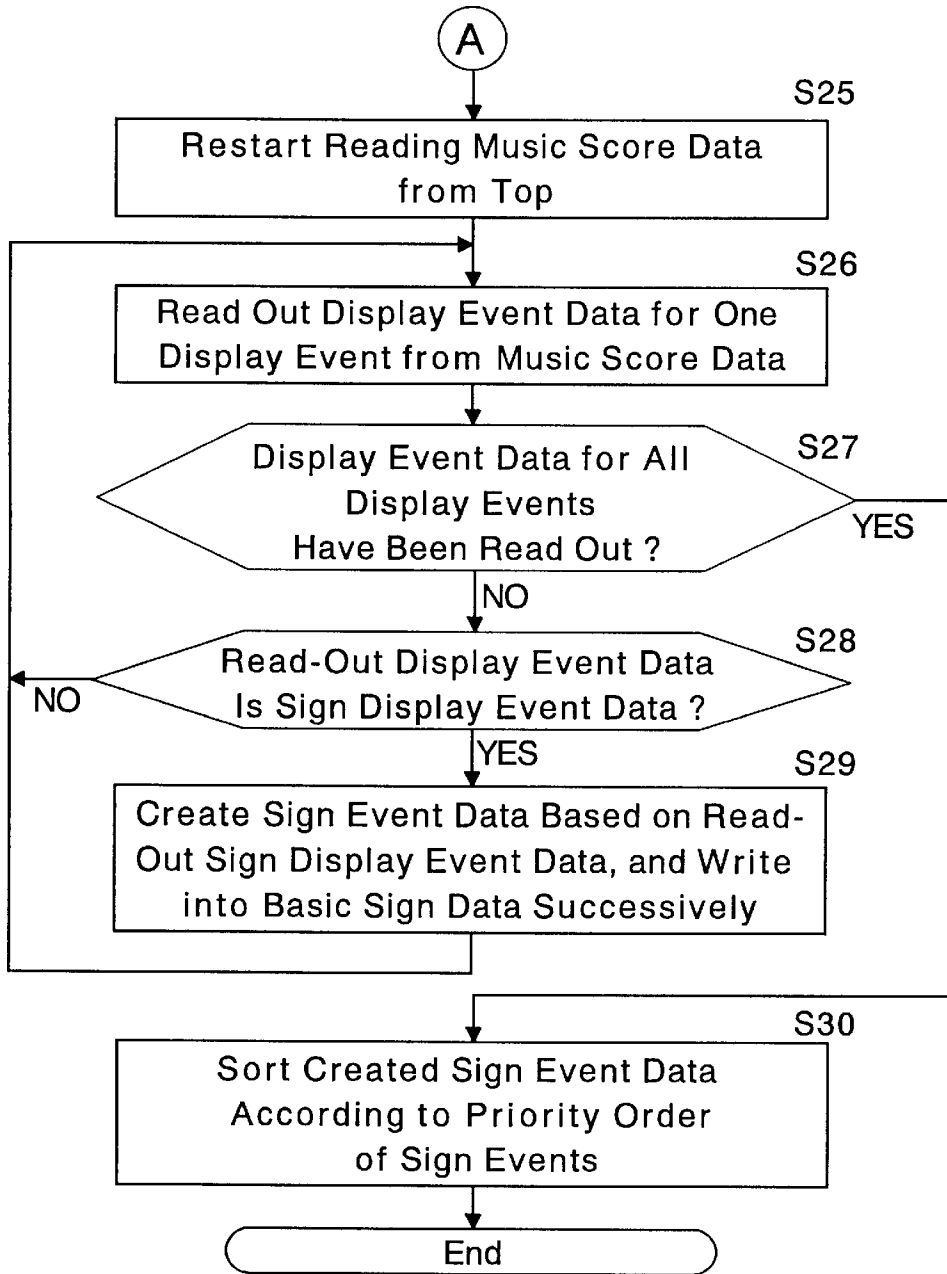 A
S25
Restart Reading Music Score Data
from Top
S26
Read Out Display Event Data for One
Display Event from Music Score Data
S27
Display Event Data for All
Display Events
Have Been Read Out ?
YES
NO
S28
Read-Out Display Event Data
Is Sign Display Event Data ?
NO
YES
S29
Create Sign Event Data Based on Read-
Out Sign Display Event Data, and Write
into Basic Sign Data Successively
S30
Sort Created Sign Event Data
According to Priority Order
of Sign Events
End